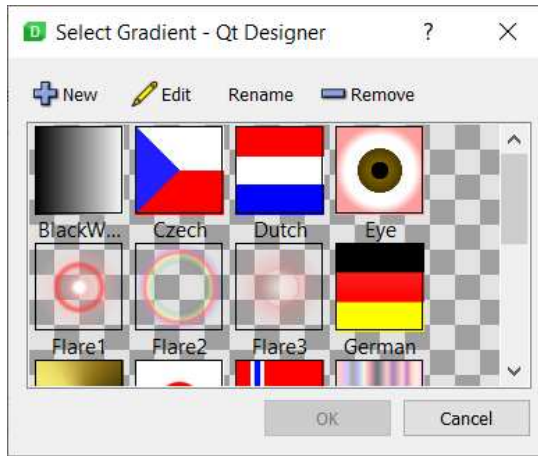 Select Gradient - Qt Designer
New Edit Rename Remove
BlackW... Czech Dutch Eye
Flare1 Flare2 Flare3 German
OK Cancel